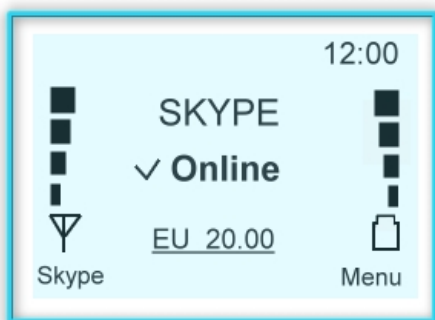 12:00
SKYPE
✓ Online
EU 20.00
Skype
Menu